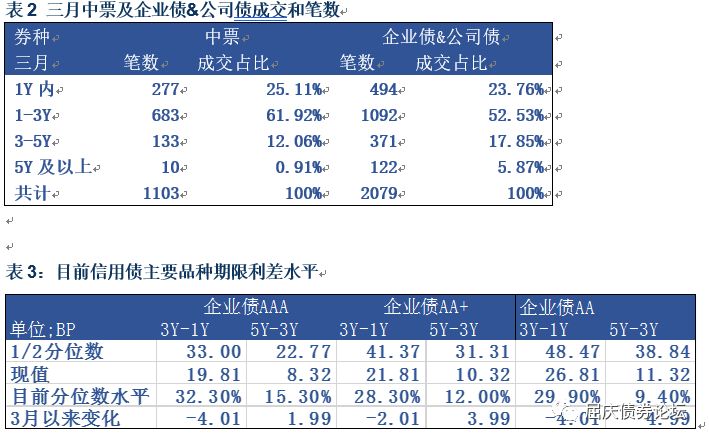 表 2 三月中票及企业债&公司债成交和笔数
券种 中票 企业债&公司债
三月 笔数 成交占比 笔数 成交占比
1Y 内 277 25.11% 494 23.76%
1-3Y 683 61.92% 1092 52.53%
3-5Y 133 12.06% 371 17.85%
5Y 及以上 10 0.91% 122 5.87%
共计 1103 100% 2079 100%
表 3：目前信用债主要品种期限利差水平
企业债AAA 企业债AA+ 企业债AA
单位;BP 3Y-1Y 5Y-3Y 3Y-1Y 5Y-3Y 3Y-1Y 5Y-3Y
1/2分位数 33.00 22.77 41.37 31.31 48.47 38.84
现值 19.81 8.32 21.81 10.32 26.81 11.32
目前分位数水平 32.30% 15.30% 28.30% 12.00% 29.90% 9.40%
3月以来变化 -4.01 1.99 -2.01 3.99 -4.01 -4.99
屈庆债券论坛